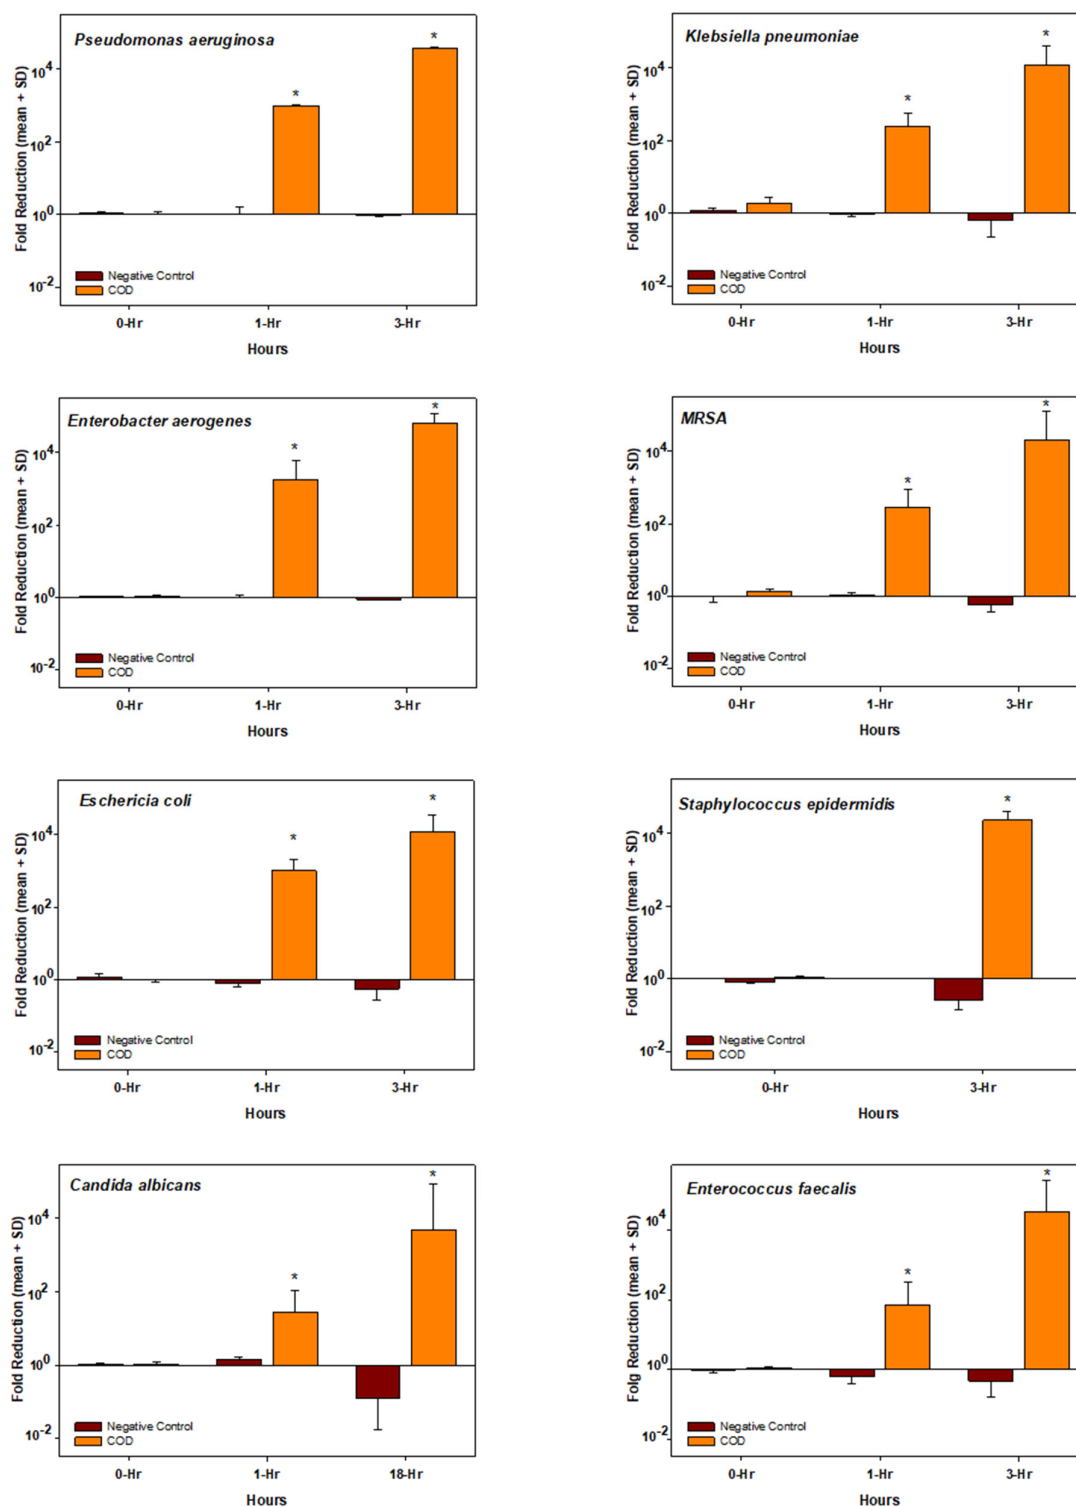 Pseudomonas aeruginosa
*
*
Fold Reduction (mean + SD)
10^4
10^2
10^0
10^-2
Negative Control
COD
0-Hr 1-Hr 3-Hr
Hours
Klebsiella pneumoniae
*
*
Fold Reduction (mean + SD)
10^4
10^2
10^0
10^-2
Negative Control
COD
0-Hr 1-Hr 3-Hr
Hours
Enterobacter aerogenes
*
*
Fold Reduction (mean + SD)
10^4
10^2
10^0
10^-2
Negative Control
COD
0-Hr 1-Hr 3-Hr
Hours
MRSA
*
*
Fold Reduction (mean + SD)
10^4
10^2
10^0
10^-2
Negative Control
COD
0-Hr 1-Hr 3-Hr
Hours
Eschericia coli
*
*
Fold Reduction (mean + SD)
10^4
10^2
10^0
10^-2
Negative Control
COD
0-Hr 1-Hr 3-Hr
Hours
Staphylococcus epidermidis
*
Fold Reduction (mean + SD)
10^4
10^2
10^0
10^-2
Negative Control
COD
0-Hr 3-Hr
Hours
Candida albicans
*
*
Fold Reduction (mean + SD)
10^4
10^2
10^0
10^-2
Negative Control
COD
0-Hr 1-Hr 18-Hr
Hours
Enterococcus faecalis
*
*
Folg Reduction (mean + SD)
10^4
10^2
10^0
10^-2
Negative Control
COD
0-Hr 1-Hr 3-Hr
Hours